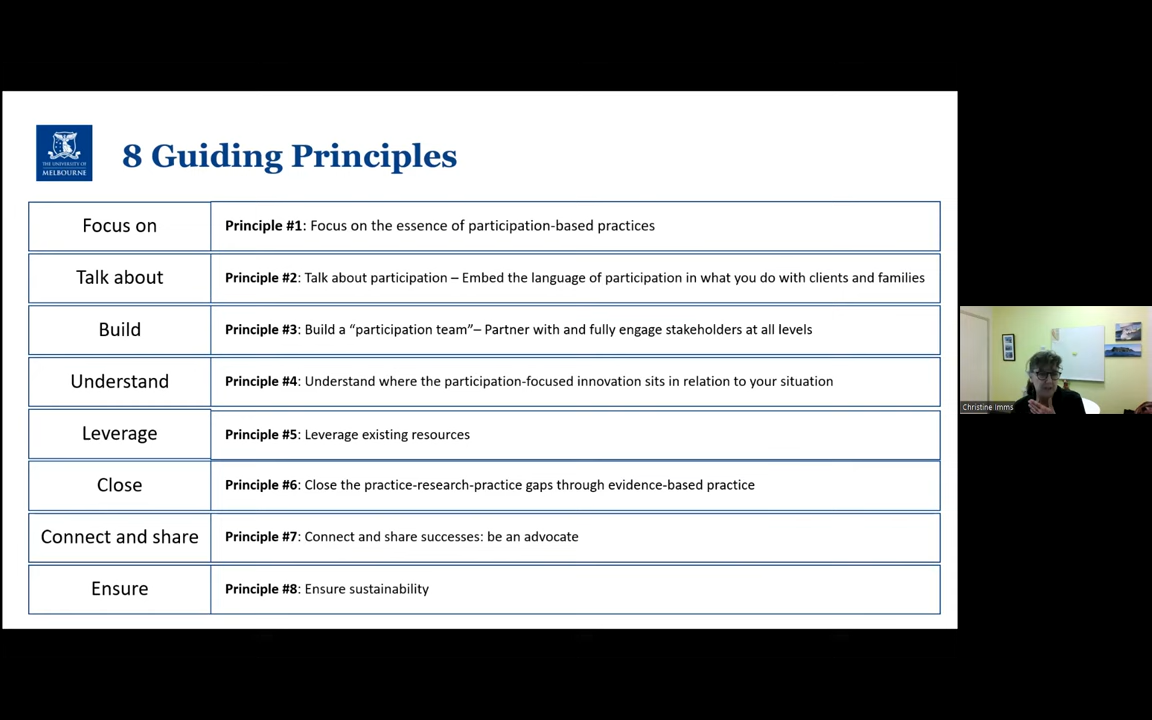 THE UNIVERSITY OF
MELBOURNE
8 Guiding Principles
Focus on
Principle #1: Focus on the essence of participation-based practices
Talk about
Principle #2: Talk about participation – Embed the language of participation in what you do with clients and families
Build
Principle #3: Build a “participation team”– Partner with and fully engage stakeholders at all levels
Understand
Principle #4: Understand where the participation-focused innovation sits in relation to your situation
Leverage
Principle #5: Leverage existing resources
Close
Principle #6: Close the practice-research-practice gaps through evidence-based practice
Connect and share
Principle #7: Connect and share successes: be an advocate
Ensure
Principle #8: Ensure sustainability
Christine Imms